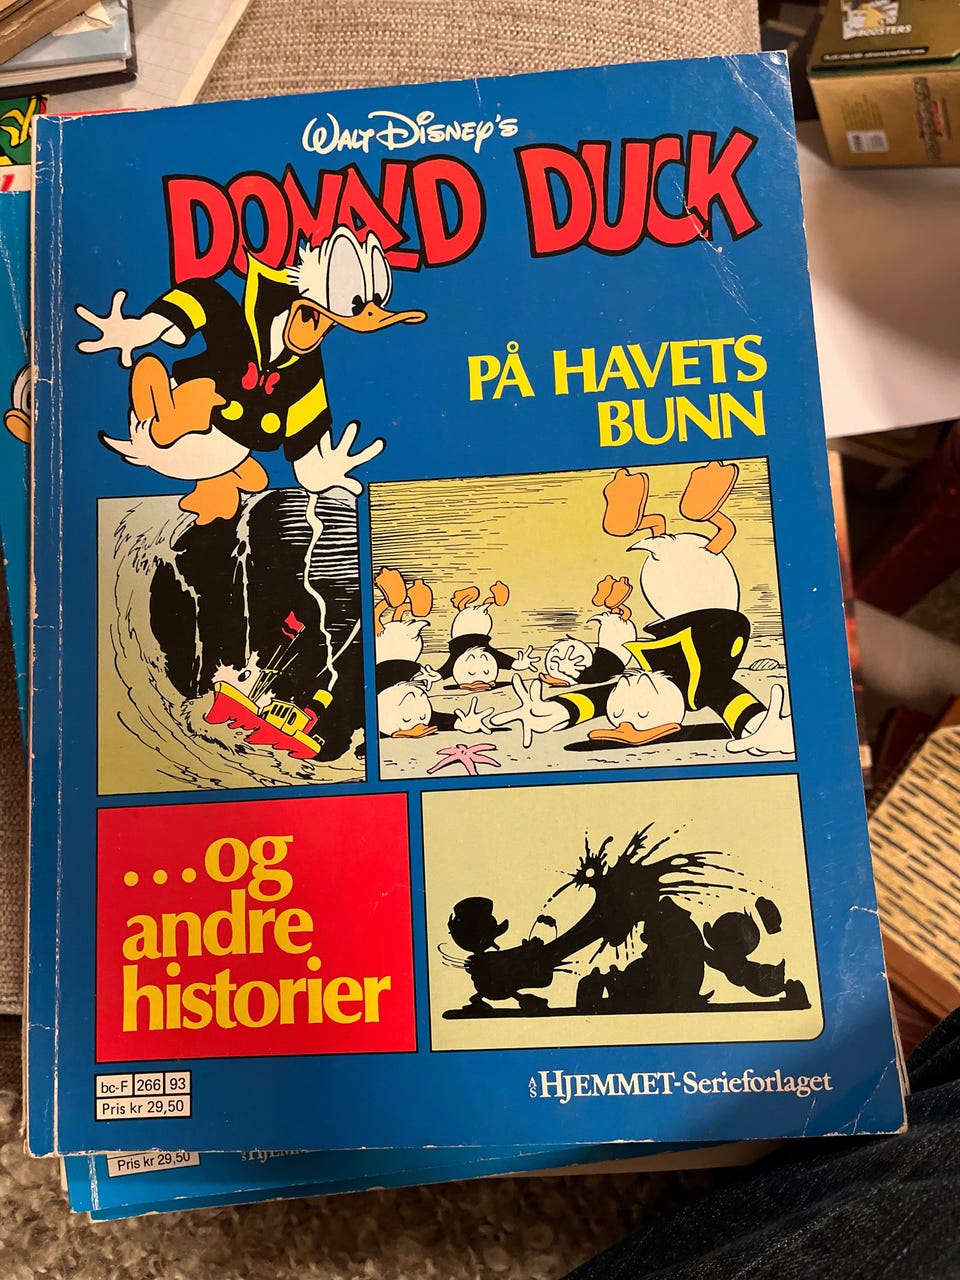 WALT DISNEY'S
DONALD DUCK
PÅ HAVETS
BUNN
...og
andre
historier
bc-F 266 93
Pris kr 29,50
A/S HJEMMET-Serieforlaget
Pris kr 29,50
BOOSTERS